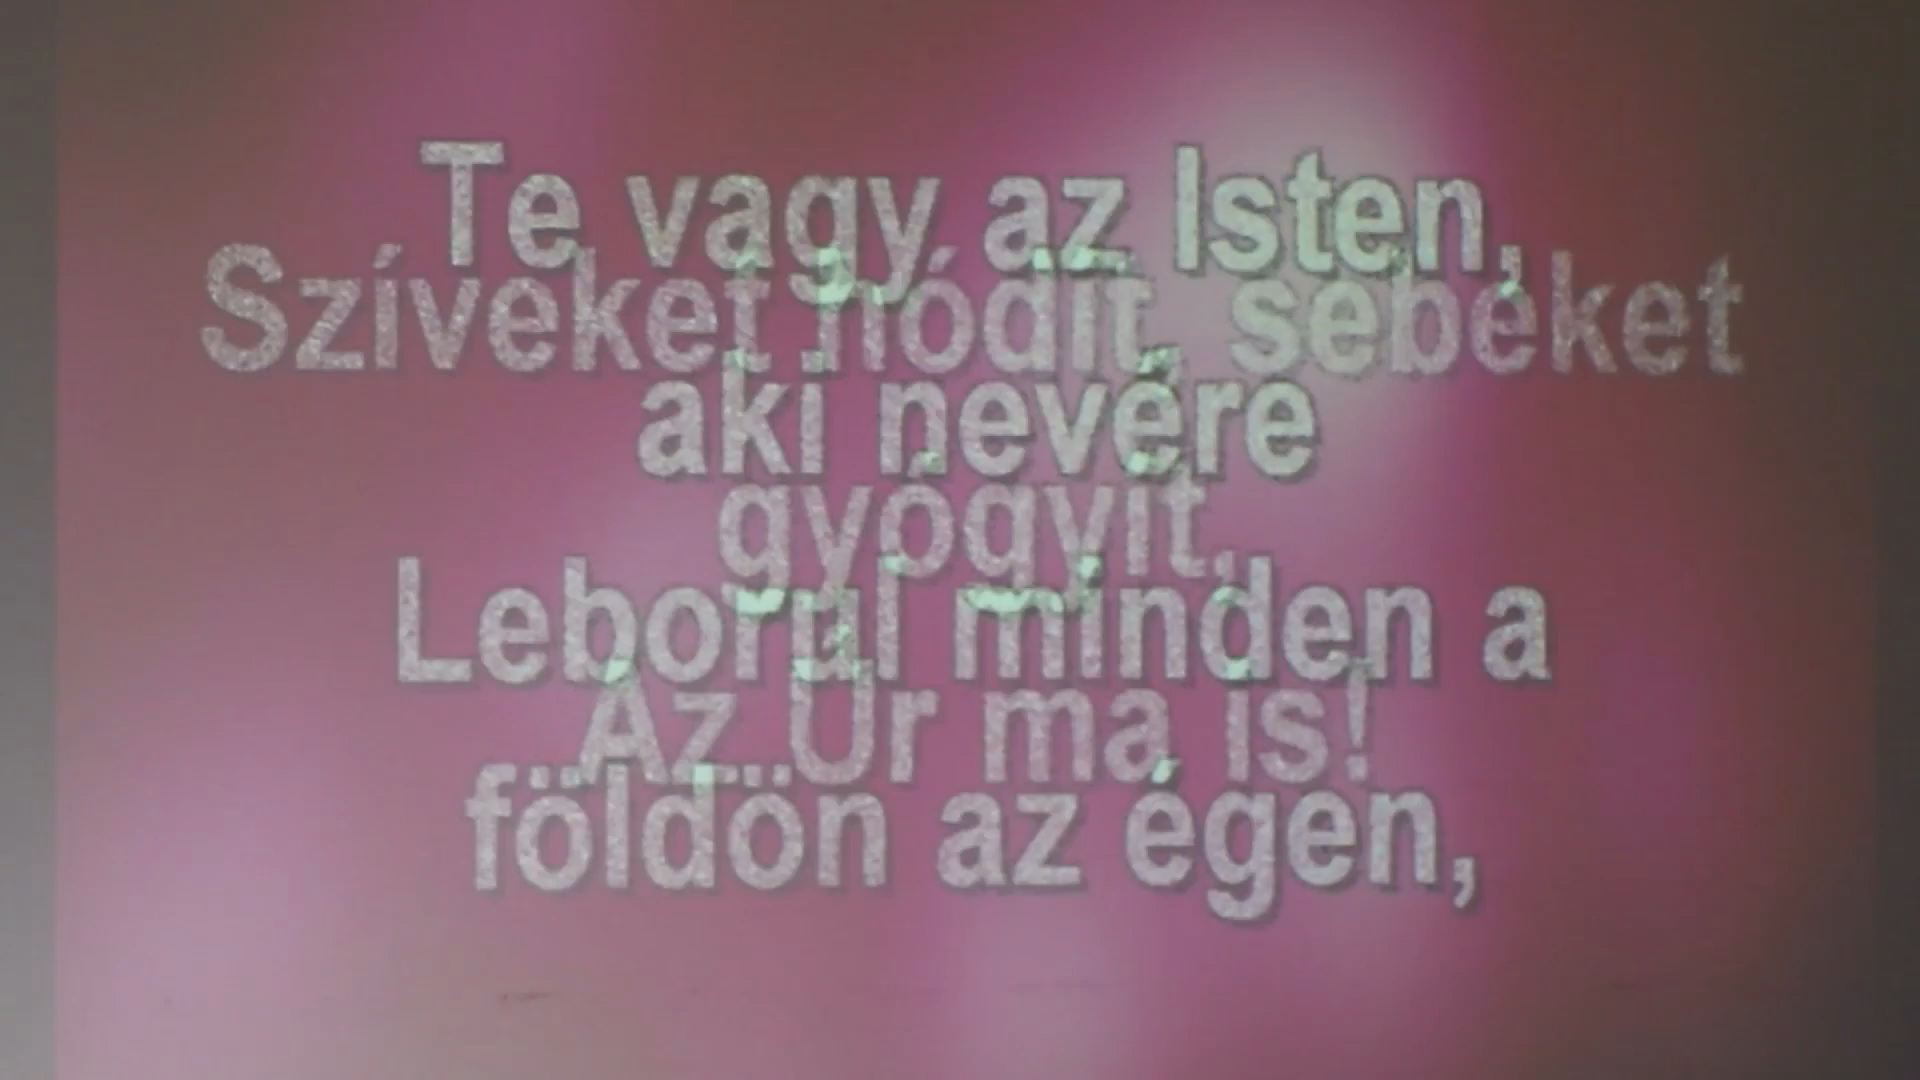 Te vagy az Isten,
Szíveket hódít, sebeket
aki nevére
gyógyít.
Leborul minden a
Az Úr ma is!
földön az égen,